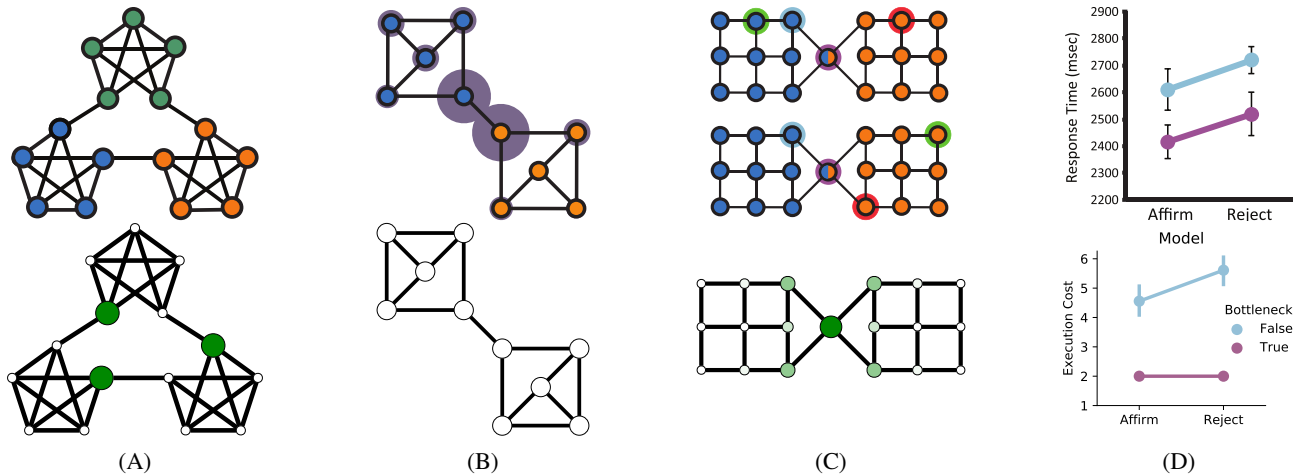 2900
2800
2700
2600
2500
2400
2300
2200
Response Time (msec)
Affirm Reject
Model
6
5
4
3
2
1
Execution Cost
Bottleneck
False
True
Affirm Reject
(A) (B) (C) (D)